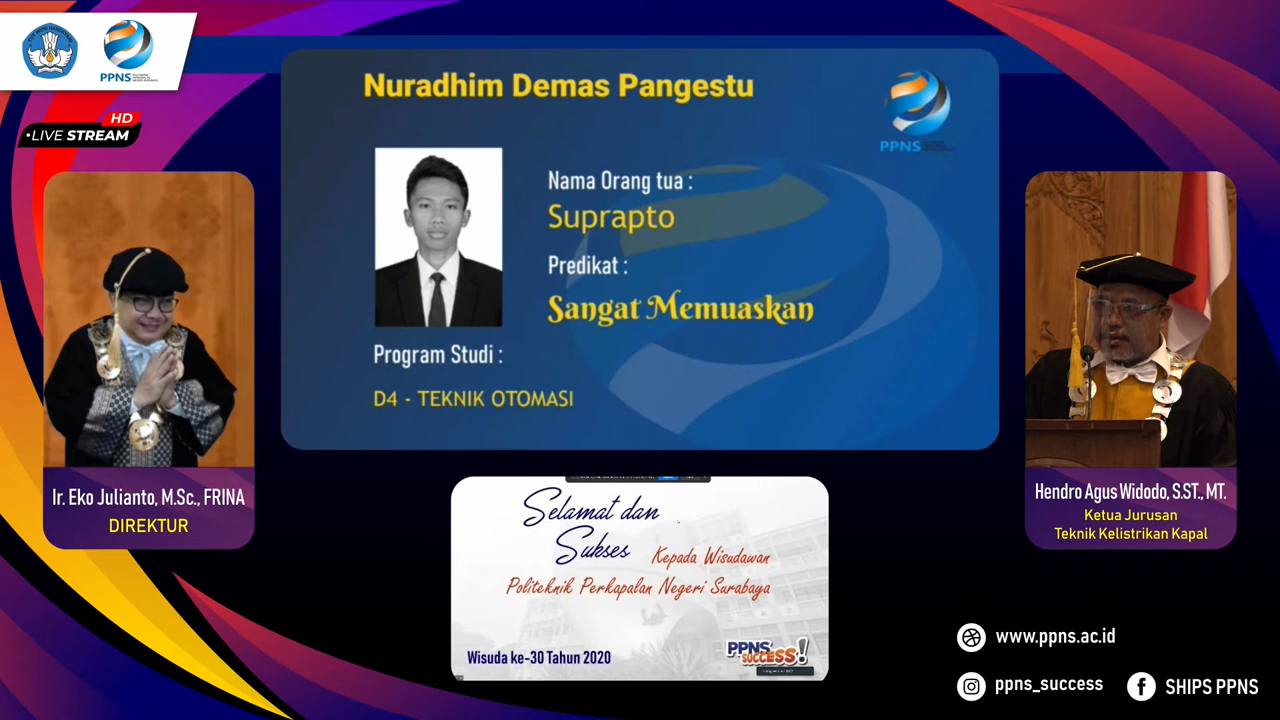 PPNS
HD
•LIVE STREAM
Nuradhim Demas Pangestu
PPNS
Nama Orang tua :
Suprapto
Predikat :
Sangat Memuaskan
Program Studi :
D4 - TEKNIK OTOMASI
Ir. Eko Julianto, M.Sc., FRINA
DIREKTUR
Hendro Agus Widodo, S.ST., MT.
Ketua Jurusan
Teknik Kelistrikan Kapal
Selamat dan
Sukses Kepada Wisudawan
Politeknik Perkapalan Negeri Surabaya
Wisuda ke-30 Tahun 2020
PPNS
SUCCESS!
www.ppns.ac.id
ppns_success
SHIPS PPNS